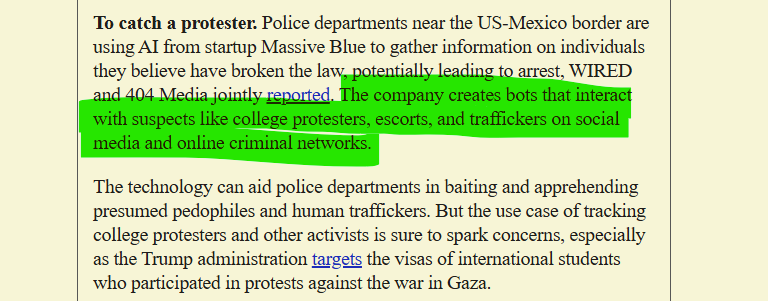 To catch a protester. Police departments near the US-Mexico border are
using AI from startup Massive Blue to gather information on individuals
they believe have broken the law, potentially leading to arrest, WIRED
and 404 Media jointly reported. The company creates bots that interact
with suspects like college protesters, escorts, and traffickers on social
media and online criminal networks.
The technology can aid police departments in baiting and apprehending
presumed pedophiles and human traffickers. But the use case of tracking
college protesters and other activists is sure to spark concerns, especially
as the Trump administration targets the visas of international students
who participated in protests against the war in Gaza.